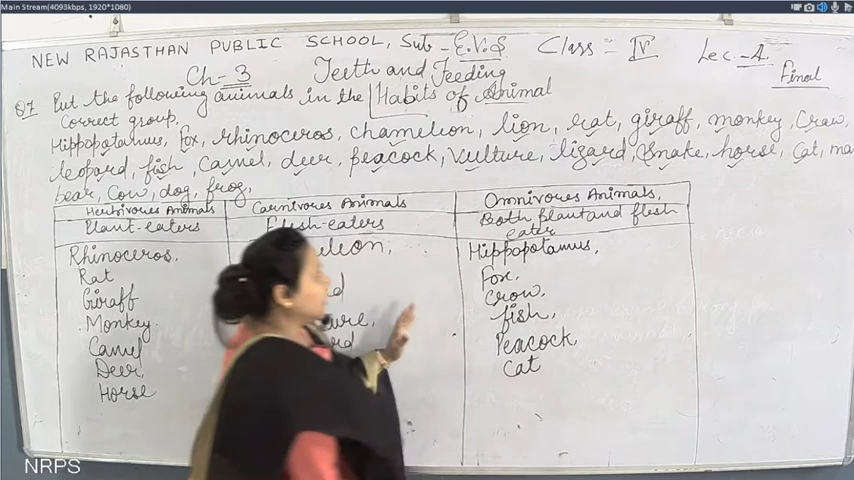 Main Stream(4093kbps, 1920*1080)
NEW RAJASTHAN PUBLIC SCHOOL, Sub - E.V.S Class = IV Lec - 4
Final
Ch- 3 Teeth and Feeding
Habits of Animal
Q7 Put the following animals in the
Correct group,
Hippopotamus, fox, rhinoceros, chamelion, lion, rat, giraff, monkey, Craw,
leopard, fish, Camel, deer, peacock, vulture, lizard, Snake, horse, cat, ma
bear, Cow, dog, frog,
Herbivores Animals Carnivores Animals Omnivores Animals,
Plant-eaters Flesh-eaters Both plant and flesh
eater
Rhinoceros. Hippopotamus,
Rat Fox,
Giraff Crow,
Monkey fish,
Camel Peacock,
Deer, Cat
Horse
NRPS